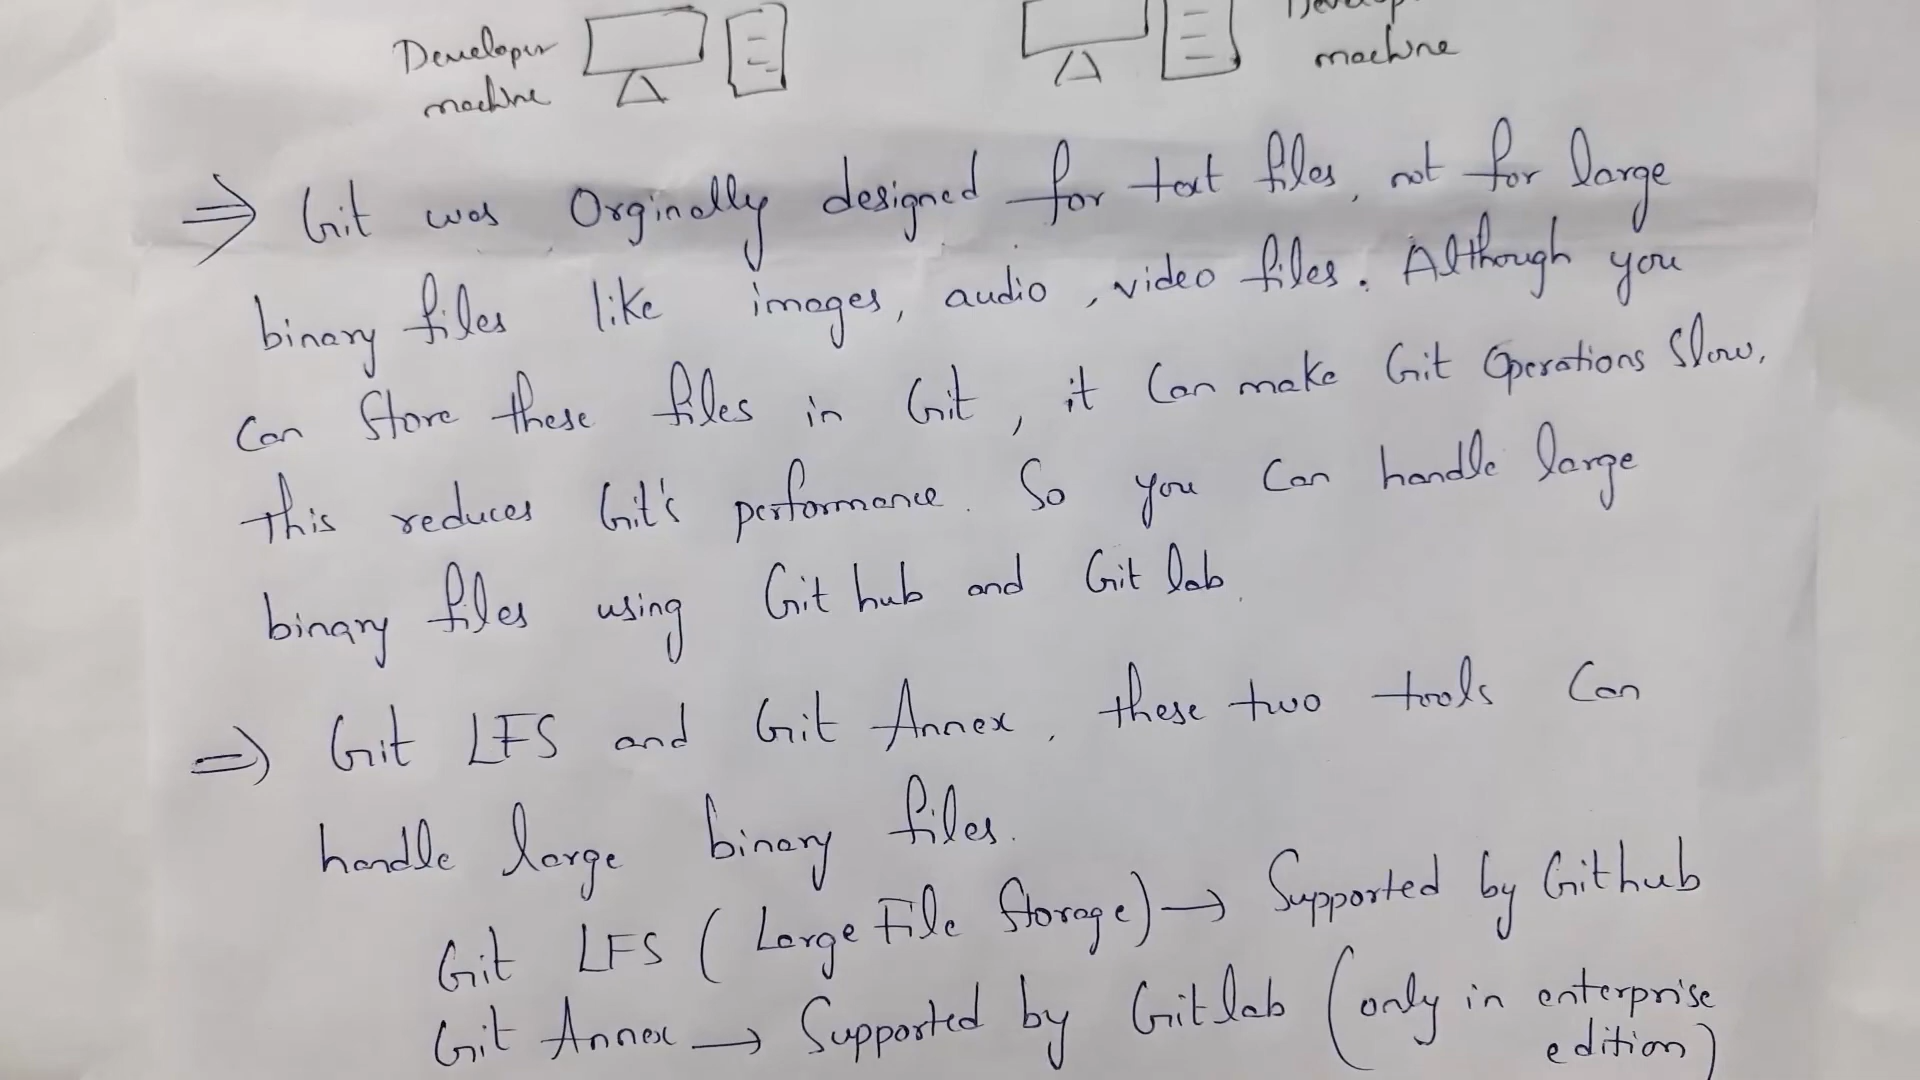 Developer
machine
machine
⇒ Git was Orginally designed for text files, not for large
binary files like images, audio, video files. Although you
can store these files in Git, it can make Git Operations slow.
this reduces Git's performance. So you can handle large
binary files using Git hub and Git lab.
⇒ Git LFS and Git Annex, these two tools can
handle large binary files.
Git LFS (Large File Storage) → Supported by Github
Git Annex → Supported by Gitlab (only in enterprise
edition)